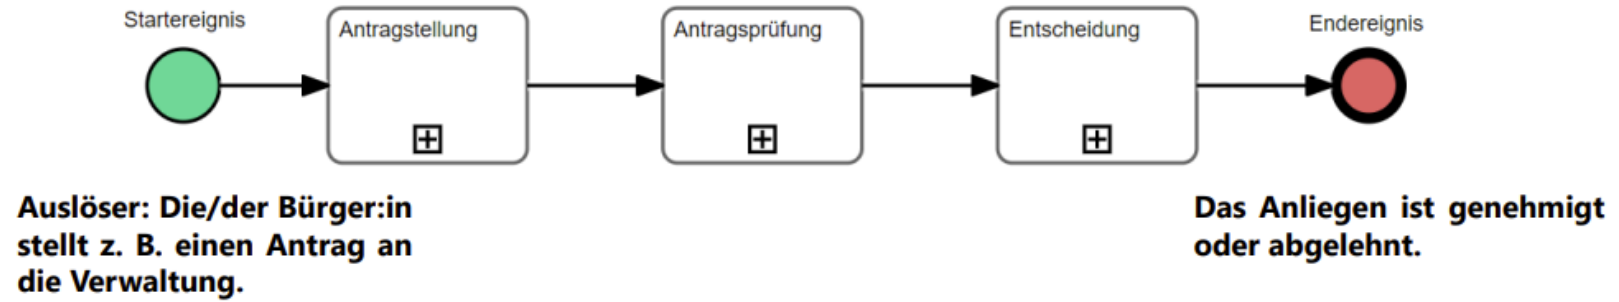 Startereignis
Antragstellung
Antragsprüfung
Entscheidung
Endereignis
Auslöser: Die/der Bürger:in
stellt z. B. einen Antrag an
die Verwaltung.
Das Anliegen ist genehmigt
oder abgelehnt.